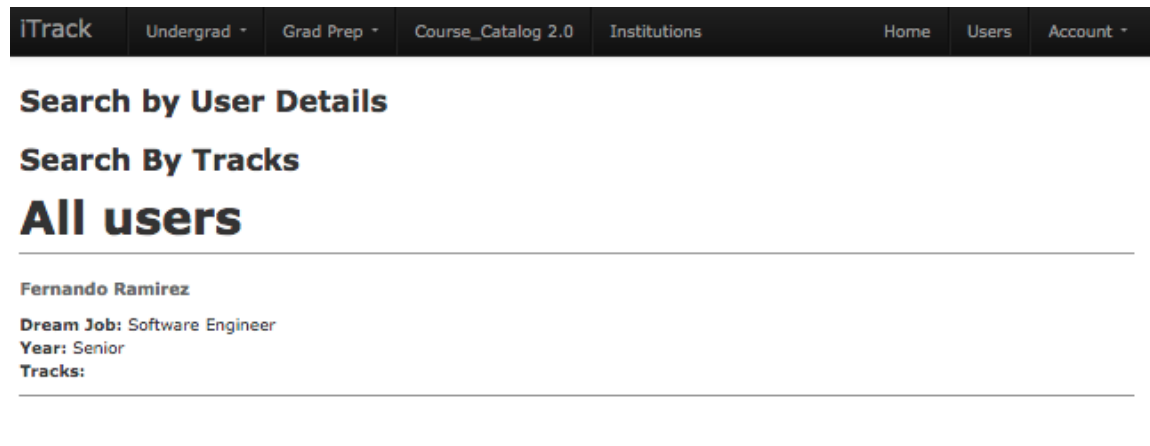 iTrack Undergrad Grad Prep Course_Catalog 2.0 Institutions Home Users Account
Search by User Details
Search By Tracks
All users
Fernando Ramirez
Dream Job: Software Engineer
Year: Senior
Tracks: